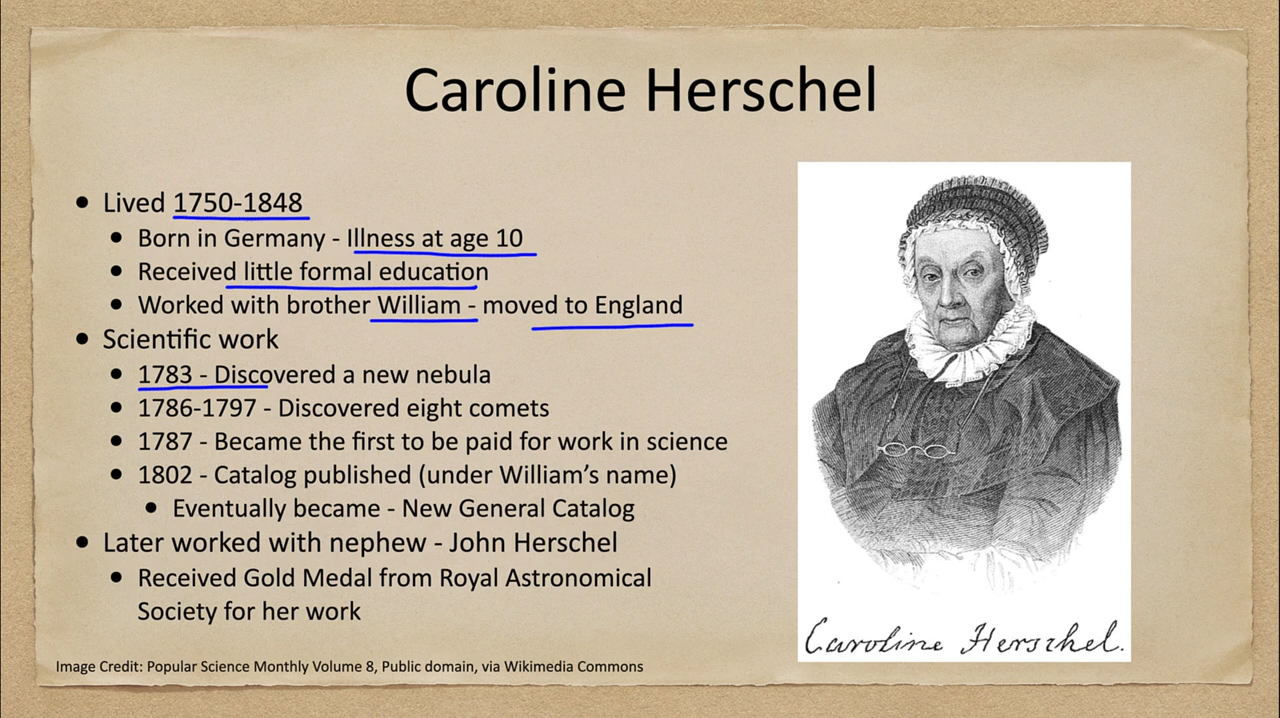 Caroline Herschel
• Lived 1750-1848
• Born in Germany - Illness at age 10
• Received little formal education
• Worked with brother William - moved to England
• Scientific work
• 1783 - Discovered a new nebula
• 1786-1797 - Discovered eight comets
• 1787 - Became the first to be paid for work in science
• 1802 - Catalog published (under William's name)
• Eventually became - New General Catalog
• Later worked with nephew - John Herschel
• Received Gold Medal from Royal Astronomical
Society for her work
Caroline Herschel.
Image Credit: Popular Science Monthly Volume 8, Public domain, via Wikimedia Commons